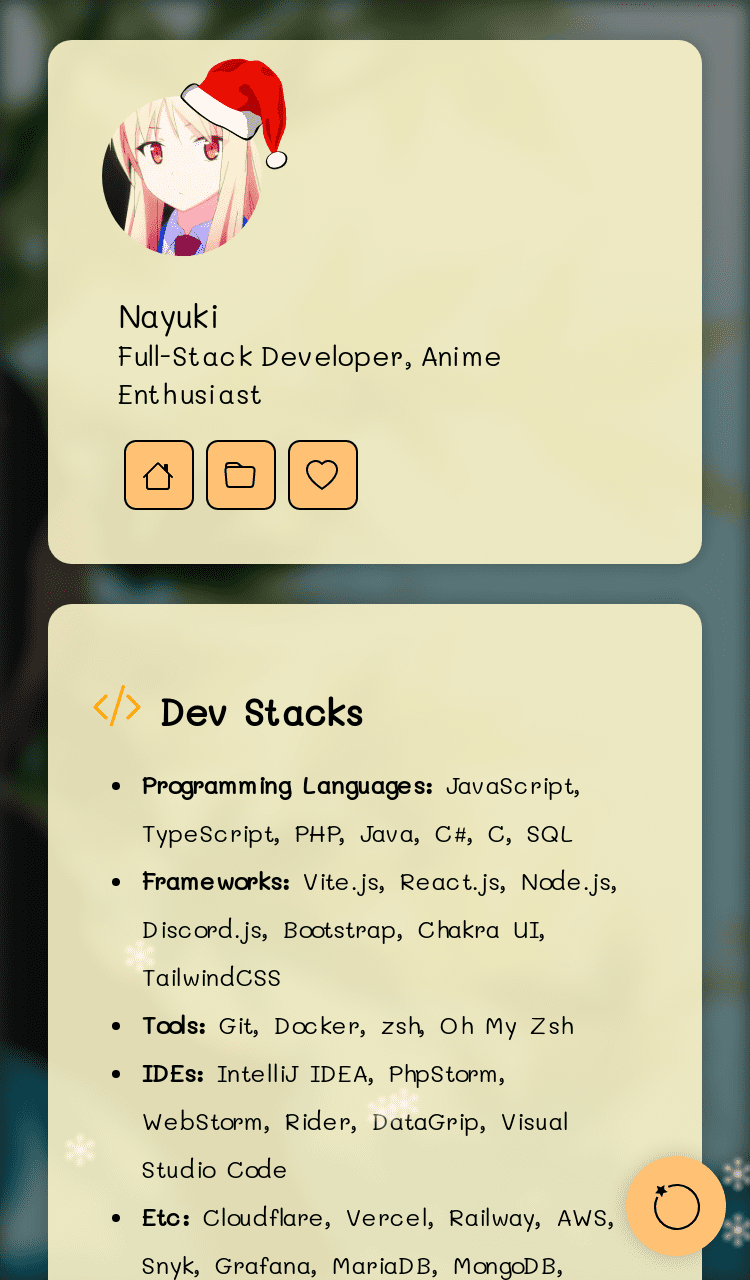 Nayuki
Full-Stack Developer, Anime
Enthusiast
</> Dev Stacks
• Programming Languages: JavaScript,
TypeScript, PHP, Java, C#, C, SQL
• Frameworks: Vite.js, React.js, Node.js,
Discord.js, Bootstrap, Chakra UI,
TailwindCSS
• Tools: Git, Docker, zsh, Oh My Zsh
• IDEs: IntelliJ IDEA, PhpStorm,
WebStorm, Rider, DataGrip, Visual
Studio Code
• Etc: Cloudflare, Vercel, Railway, AWS,
Snyk, Grafana, MariaDB, MongoDB,